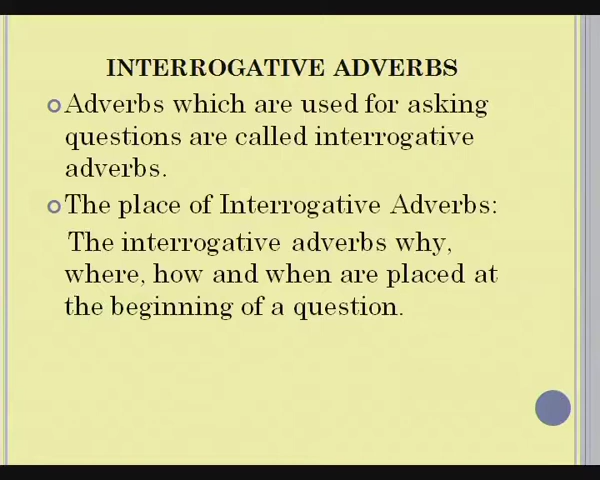 INTERROGATIVE ADVERBS
Adverbs which are used for asking
questions are called interrogative
adverbs.
The place of Interrogative Adverbs:
The interrogative adverbs why,
where, how and when are placed at
the beginning of a question.